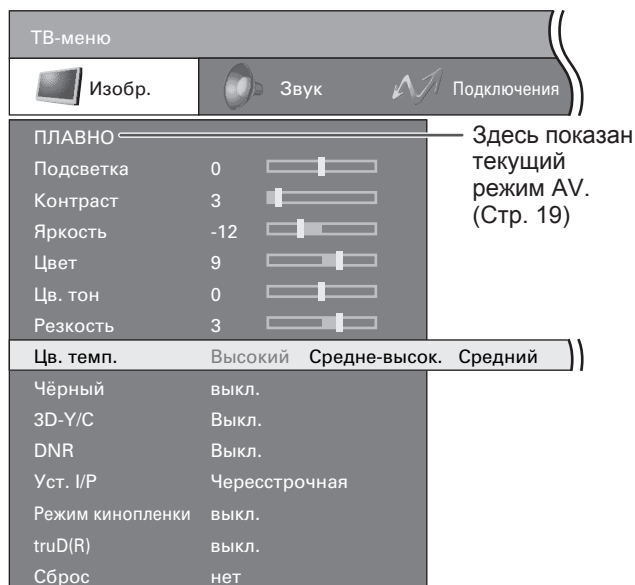 ТВ-меню
Изобр. Звук Подключения
ПЛАВНО
Подсветка 0
Контраст 3
Яркость -12
Цвет 9
Цв. тон 0
Резкость 3
Цв. темп. Высокий Средне-высок. Средний
Чёрный выкл.
3D-Y/C Выкл.
DNR Выкл.
Уст. I/P Чересстрочная
Режим кинопленки выкл.
truD(R) выкл.
Сброс нет
Здесь показан
текущий
режим AV.
(Стр. 19)